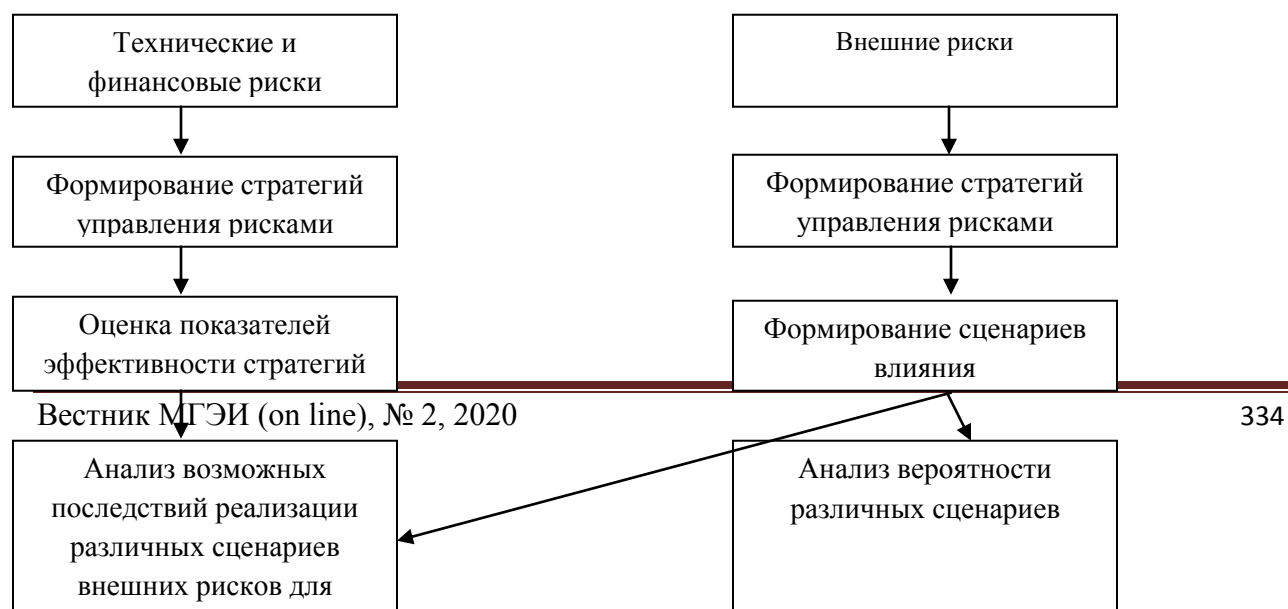 Технические и
финансовые риски
Внешние риски
Формирование стратегий
управления рисками
Формирование стратегий
управления рисками
Оценка показателей
эффективности стратегий
Формирование сценариев
влияния
Вестник МГЭИ (on line), № 2, 2020
334
Анализ возможных
последствий реализации
различных сценариев
внешних рисков для
Анализ вероятности
различных сценариев